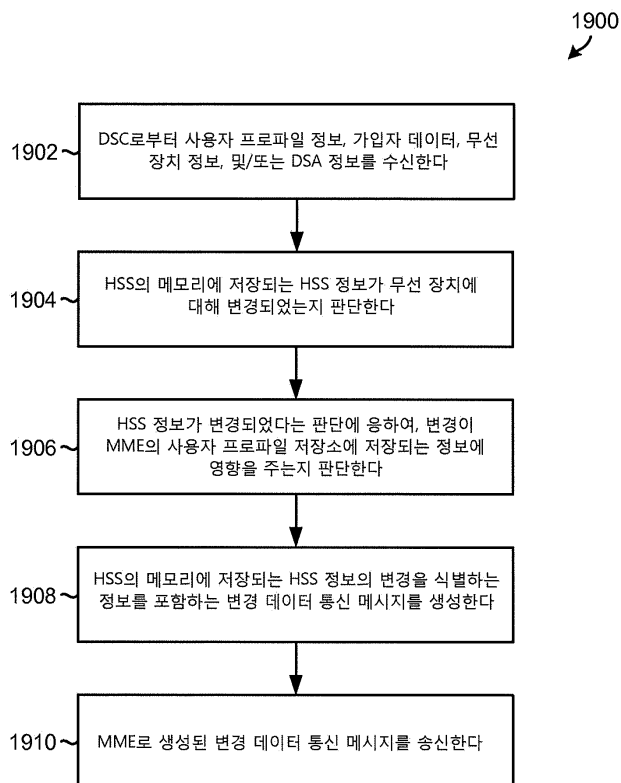 1900
1902
DSC로부터 사용자 프로파일 정보, 가입자 데이터, 무선
장치 정보, 및/또는 DSA 정보를 수신한다
1904
HSS의 메모리에 저장되는 HSS 정보가 무선 장치에
대해 변경되었는지 판단한다
1906
HSS 정보가 변경되었다는 판단에 응하여, 변경이
MME의 사용자 프로파일 저장소에 저장되는 정보에
영향을 주는지 판단한다
1908
HSS의 메모리에 저장되는 HSS 정보의 변경을 식별하는
정보를 포함하는 변경 데이터 통신 메시지를 생성한다
1910
MME로 생성된 변경 데이터 통신 메시지를 송신한다